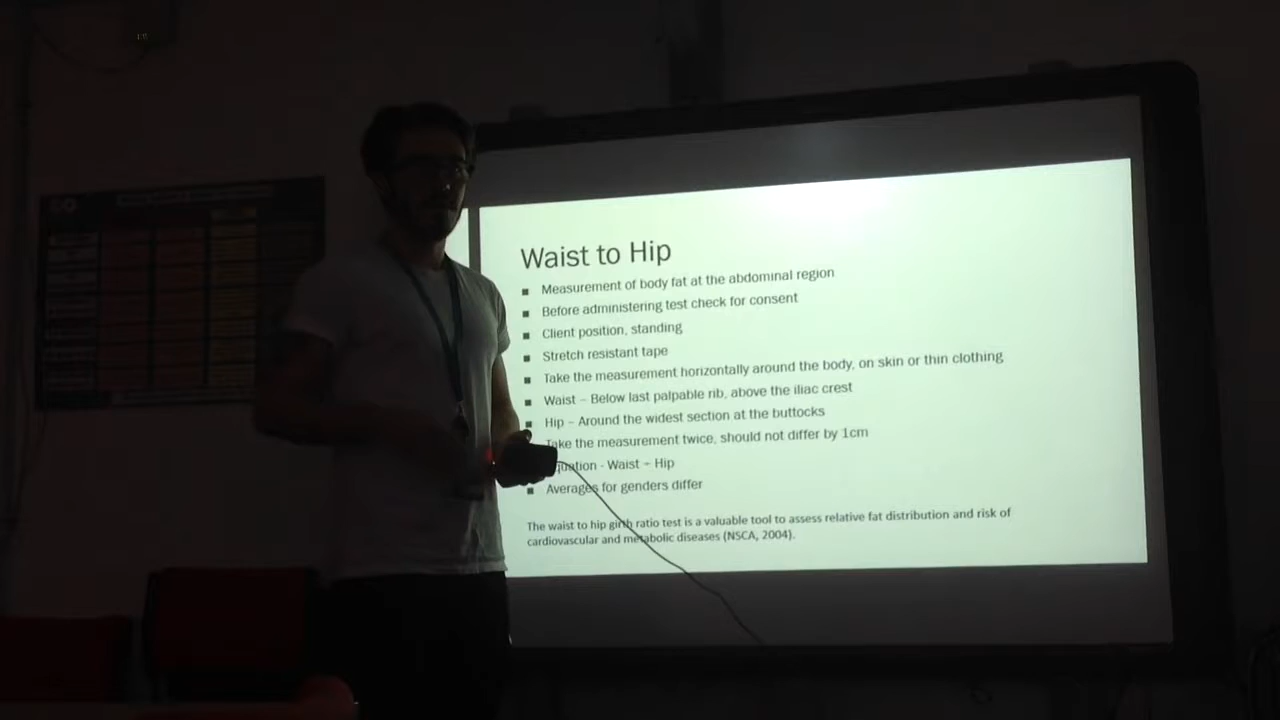 Waist to Hip
Measurement of body fat at the abdominal region
Before administering test check for consent
Client position, standing
Stretch resistant tape
Take the measurement horizontally around the body, on skin or thin clothing
Waist – Below last palpable rib, above the iliac crest
Hip – Around the widest section at the buttocks
Take the measurement twice, should not differ by 1cm
quation - Waist ÷ Hip
Averages for genders differ
The waist to hip girth ratio test is a valuable tool to assess relative fat distribution and risk of
cardiovascular and metabolic diseases (NSCA, 2004).